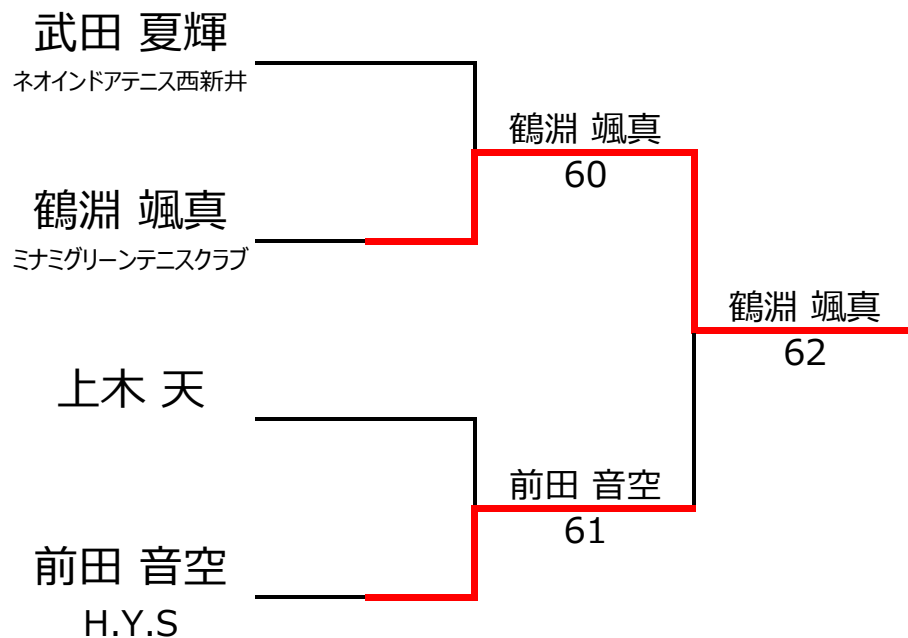 武田 夏輝
ネオインドアテニス西新井
鶴淵 颯真
60
鶴淵 颯真
ミナミグリーンテニスクラブ
鶴淵 颯真
62
上木 天
前田 音空
61
前田 音空
H.Y.S